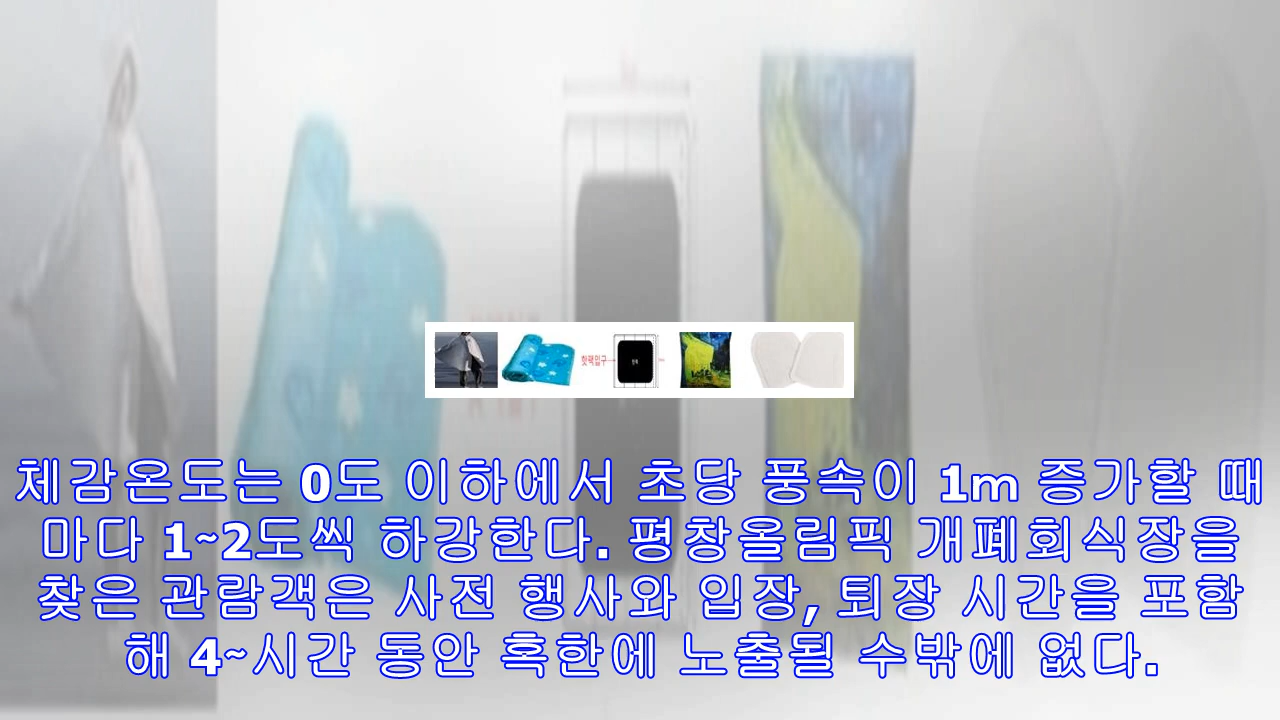 핫팩입구
체감온도는 0도 이하에서 초당 풍속이 1m 증가할 때
마다 1~2도씩 하강한다. 평창올림픽 개폐회식장을
찾은 관람객은 사전 행사와 입장, 퇴장 시간을 포함
해 4~시간 동안 혹한에 노출될 수밖에 없다.